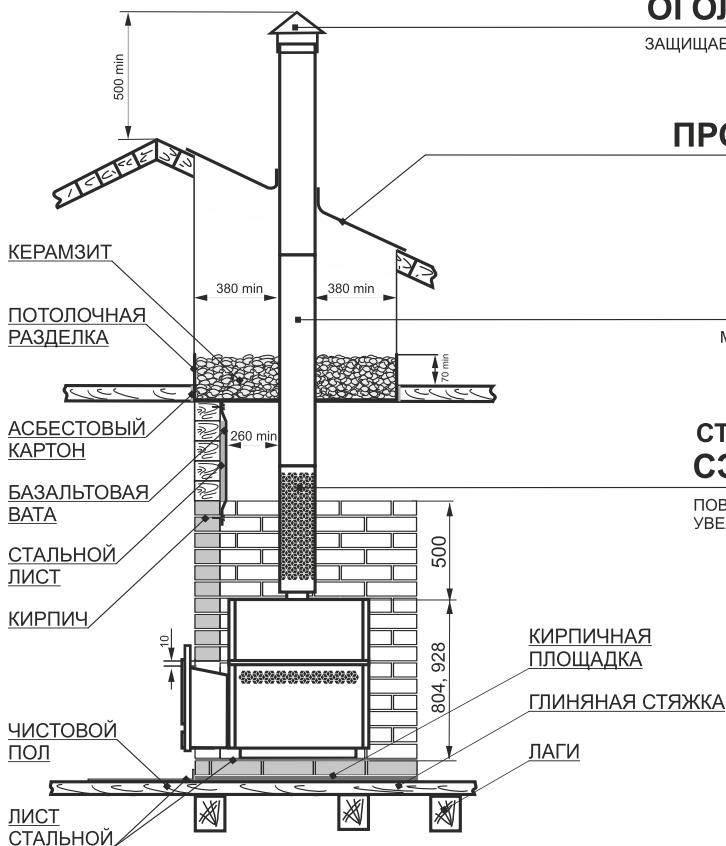 ОГОЛ
ЗАЩИЩАЕ
500 min
ПРО
КЕРАМЗИТ
380 min
380 min
ПОТОЛОЧНАЯ
РАЗДЕЛКА
М
70 min
АСБЕСТОВЫЙ
КАРТОН
260 min
СТ
СЭ
БАЗАЛЬТОВАЯ
ВАТА
ПОВ
УВЕ
СТАЛЬНОЙ
ЛИСТ
500
КИРПИЧ
10
804, 928
КИРПИЧНАЯ
ПЛОЩАДКА
ГЛИНЯНАЯ СТЯЖКА
ЧИСТОВОЙ
ПОЛ
ЛАГИ
ЛИСТ
СТАЛЬНОЙ